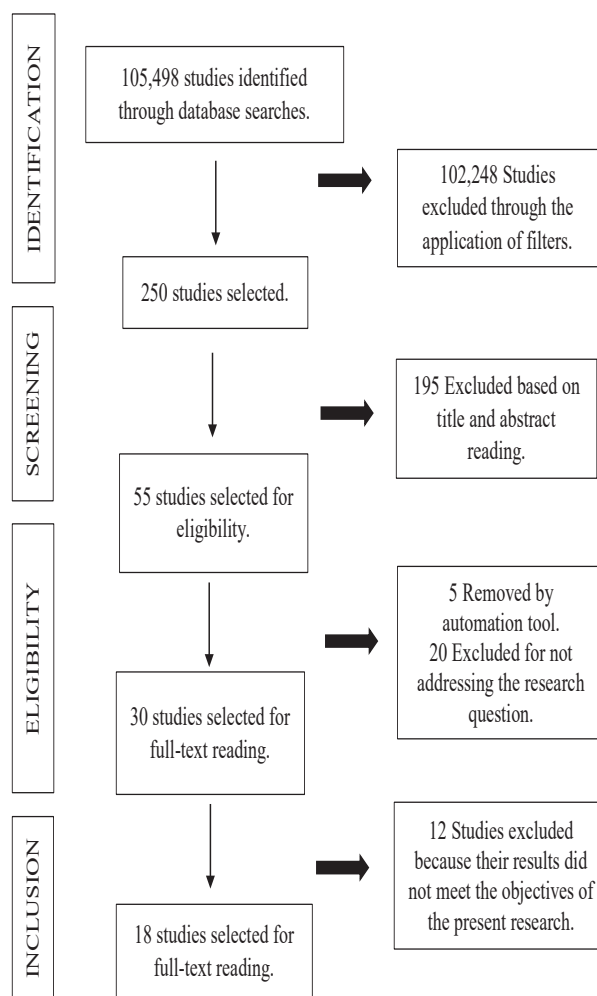 IDENTIFICATION
105,498 studies identified
through database searches.
102,248 Studies
excluded through the
application of filters.
250 studies selected.
SCREENING
195 Excluded based on
title and abstract
reading.
55 studies selected for
eligibility.
ELIGIBILITY
5 Removed by
automation tool.
20 Excluded for not
addressing the research
question.
30 studies selected for
full-text reading.
INCLUSION
12 Studies excluded
because their results did
not meet the objectives of
the present research.
18 studies selected for
full-text reading.